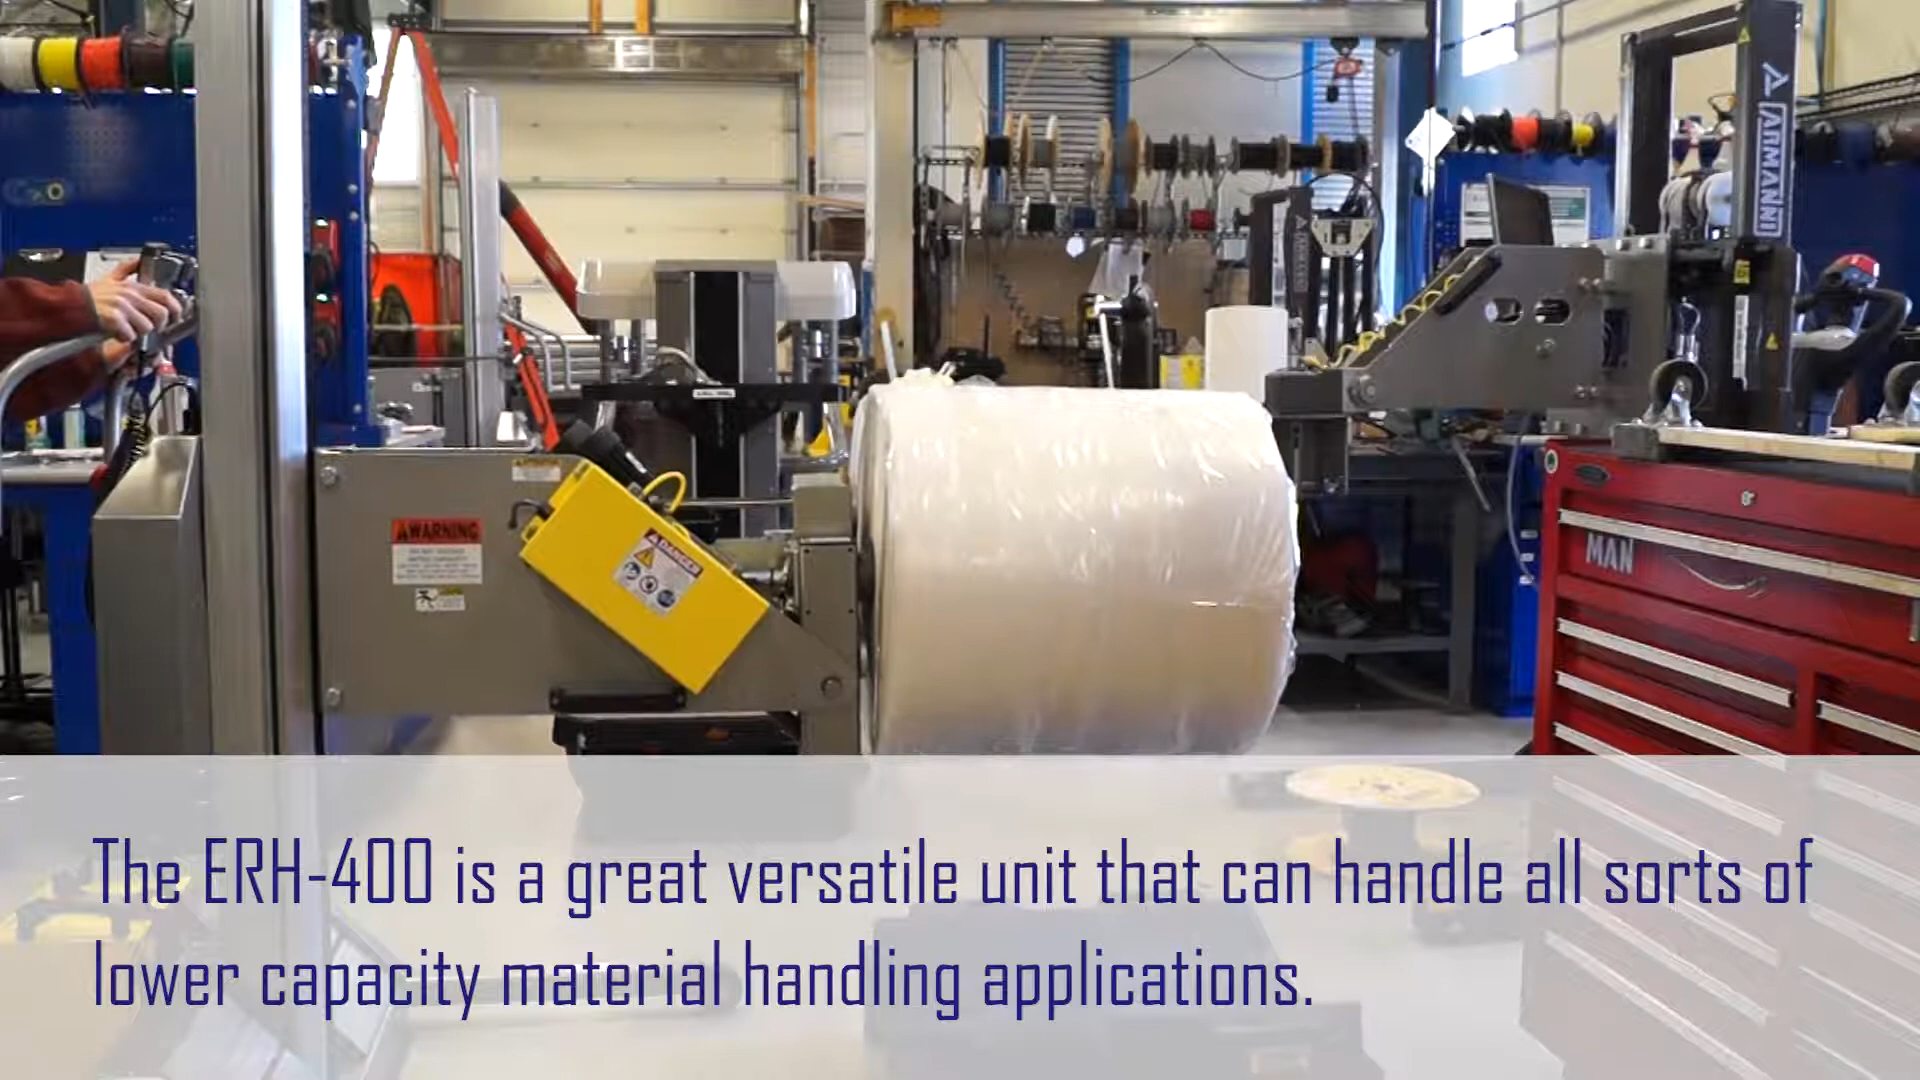 ARMANNI
WARNING
DANGER
MAN
The ERH-400 is a great versatile unit that can handle all sorts of
lower capacity material handling applications.